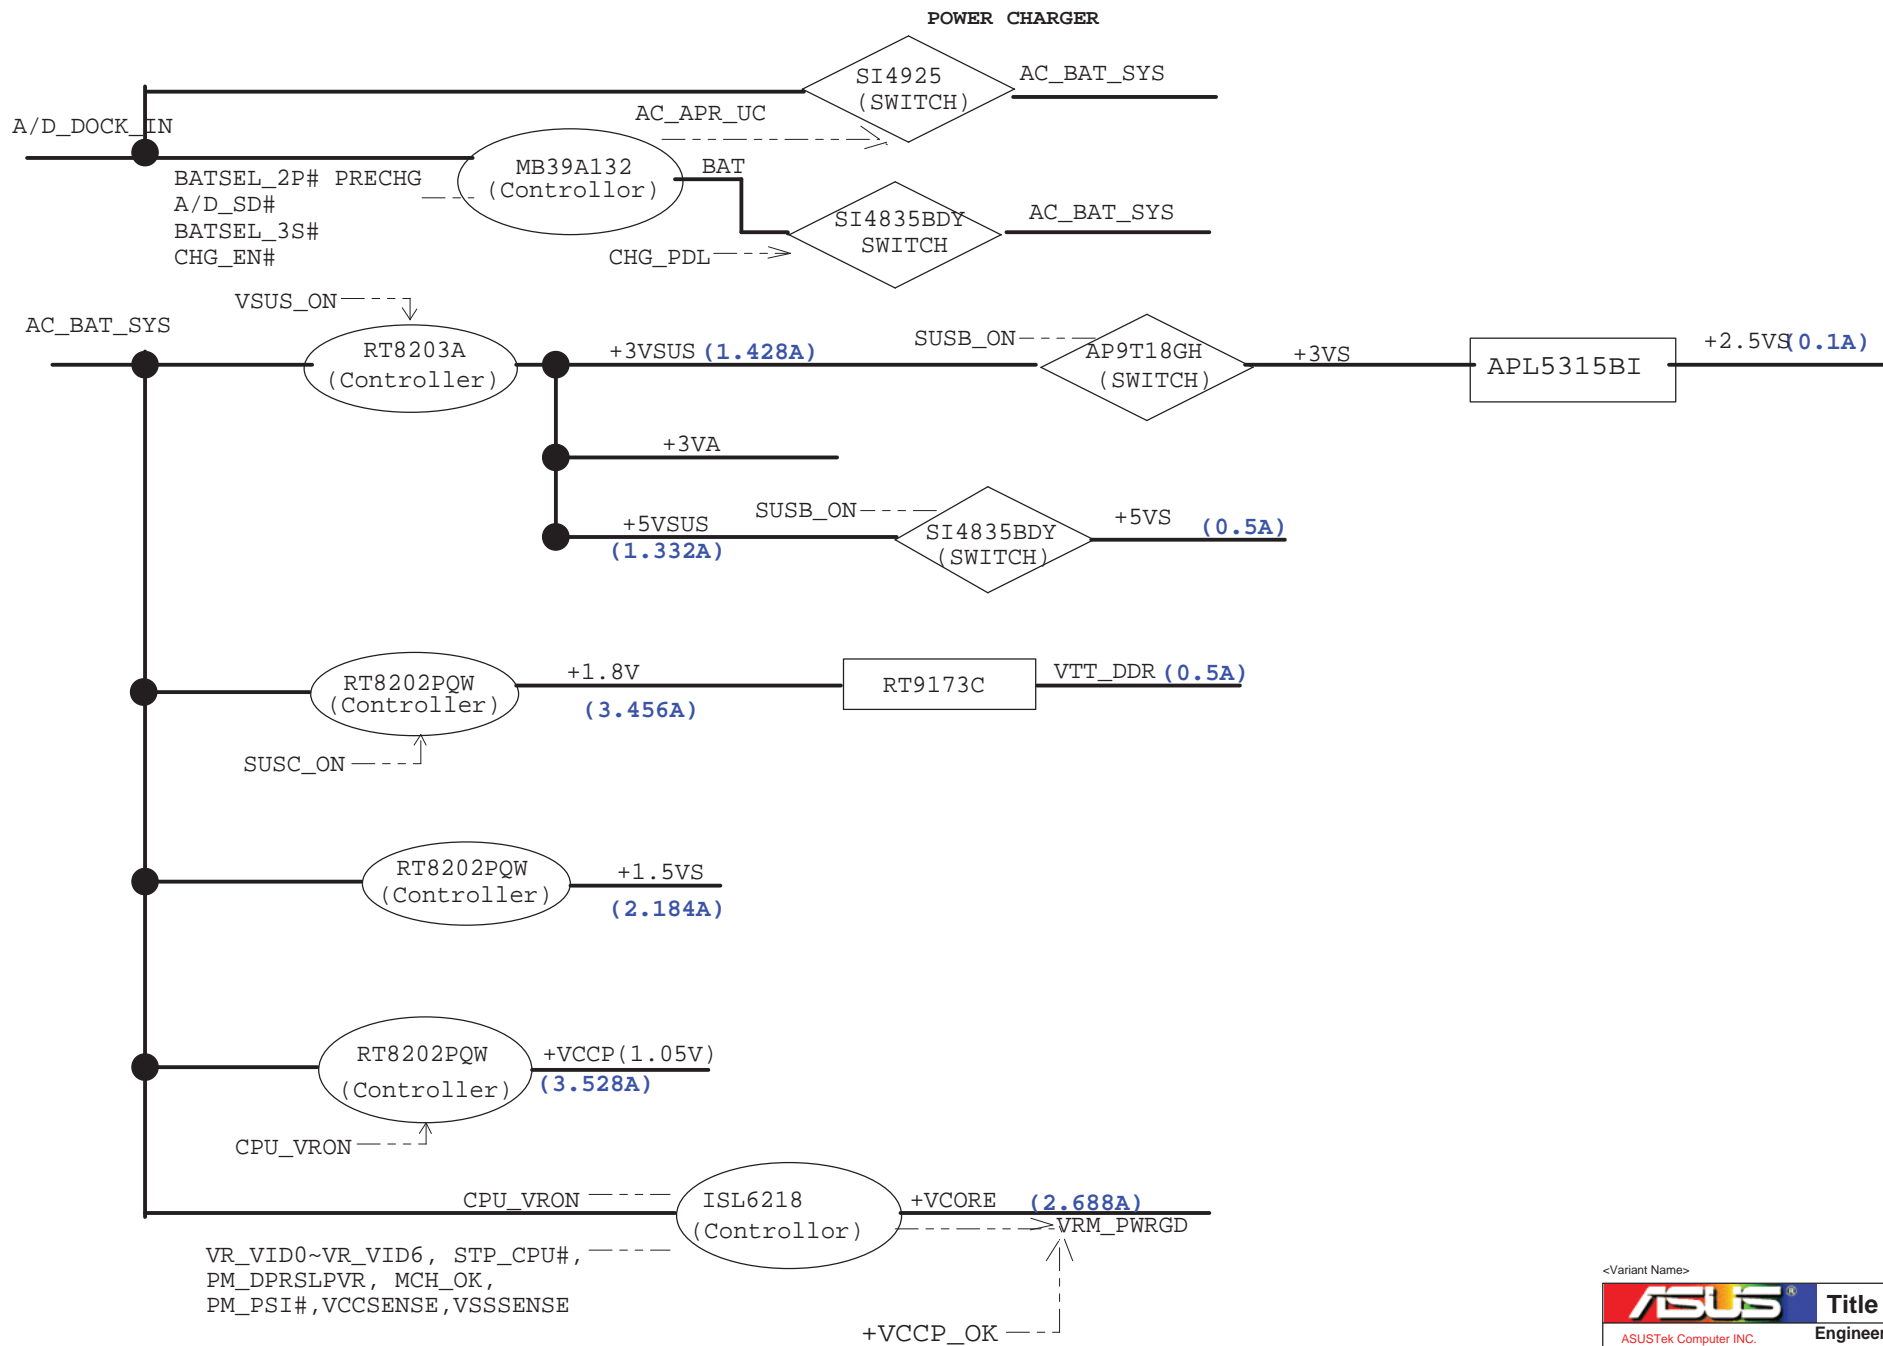 POWER CHARGER
SI4925
(SWITCH)
AC_BAT_SYS
AC_APR_UC
A/D_DOCK_IN
MB39A132
(Controllor)
BAT
BATSEL_2P# PRECHG
A/D_SD#
BATSEL_3S#
CHG_EN#
SI4835BDY
SWITCH
AC_BAT_SYS
CHG_PDL
VSUS_ON
AC_BAT_SYS
RT8203A
(Controller)
+3VSUS (1.428A)
SUSB_ON
AP9T18GH
(SWITCH)
+3VS
APL5315BI
+2.5VS(0.1A)
+3VA
SUSB_ON
+5VSUS
(1.332A)
SI4835BDY
(SWITCH)
+5VS (0.5A)
RT8202PQW
(Controller)
+1.8V
(3.456A)
RT9173C
VTT_DDR (0.5A)
SUSC_ON
RT8202PQW
(Controller)
+1.5VS
(2.184A)
RT8202PQW
(Controller)
+VCCP(1.05V)
(3.528A)
CPU_VRON
CPU_VRON
ISL6218
(Controllor)
+VCORE (2.688A)
VRM_PWRGD
VR_VID0~VR_VID6, STP_CPU#,
PM_DPRSLPVR, MCH_OK,
PM_PSI#,VCCSENSE,VSSSENSE
+VCCP_OK
<Variant Name>
ASUS®
Title
ASUSTek Computer INC.
Engineer